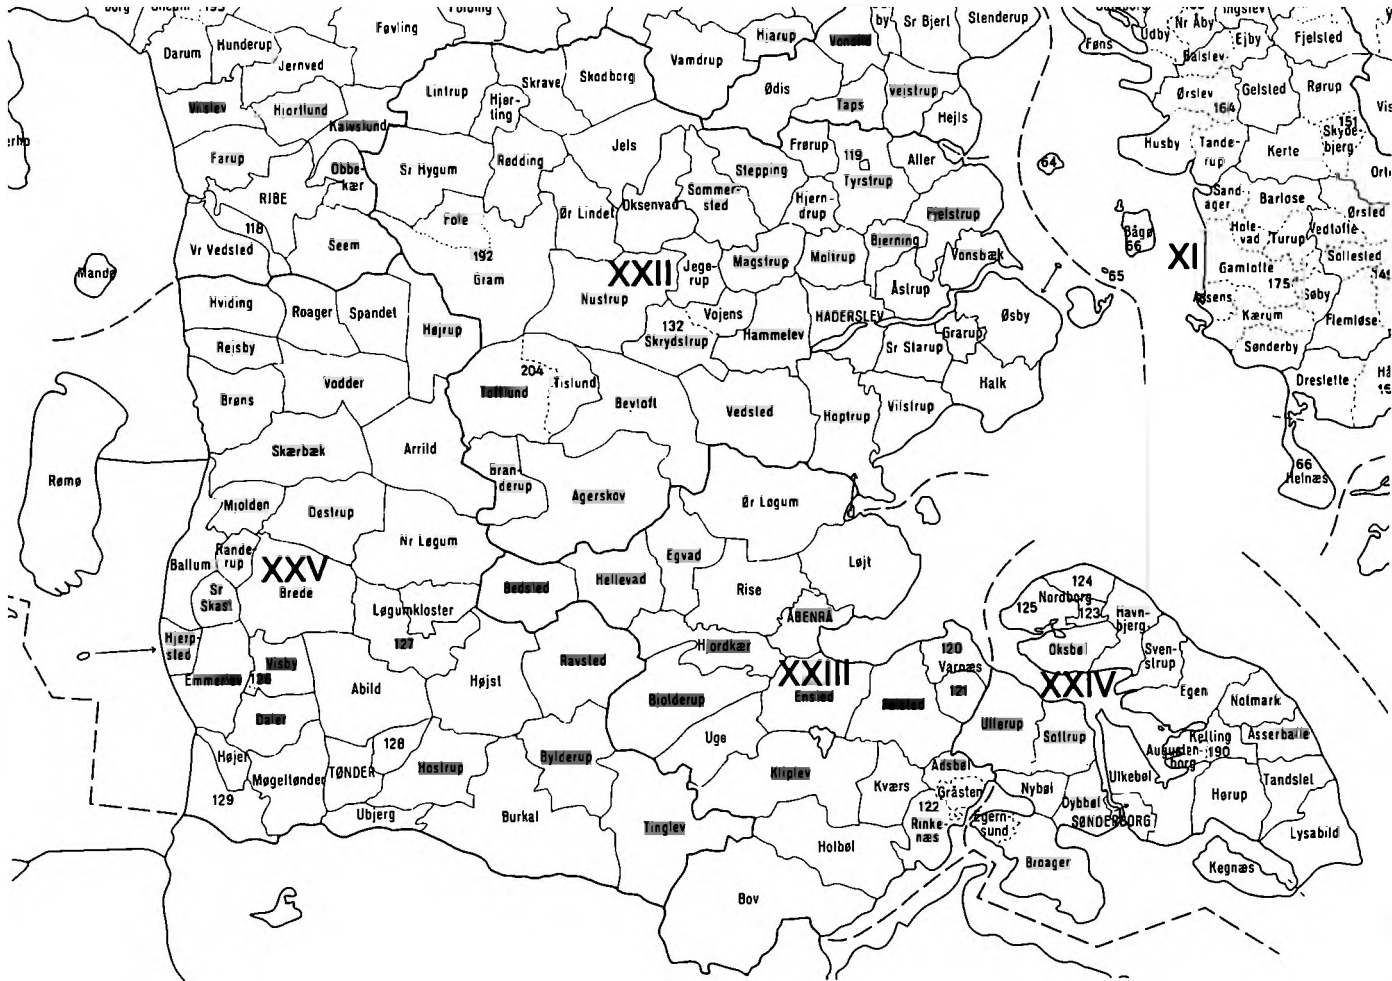 Darum
Hunderup
Jernved
Føvling
Vilslev
Hjortlund
Kalvslund
Farup
RIBE
Obbe-
kær
118
Vr Vedsted
Seem
Mandø
Hviding
Roager
Spandet
Højrup
Rejsby
Brøns
Vodder
Skærbæk
Arrild
Rømø
Mjolden
Døstrup
Nr Løgum
Ballum
Rande-
rup
XXV
Brede
Sr
Skast
Løgumkloster
127
Hjerp-
sted
Emmerlev
Visby
126
Abild
Højst
Ravsted
Daler
Højer
Møgeltønder
129
TØNDER
128
Hostrup
Bylderup
Ubjerg
Burkal
Tinglev
Lintrup
Hjer-
ting
Skrave
Skodborg
Vamdrup
Hjarup
Vonsild
by
Sr Bjert
Stenderup
Ødis
Taps
vejstrup
Hejls
Sr Hygum
Rødding
Jels
Fole
192
Gram
Ør Lindet
Oksenvad
Sommer-
sted
Stepping
Frørup
119
Tyrstrup
Aller
Hjern-
drup
Fjelstrup
Bjerning
XXII
Nustrup
Jege-
rup
Magstrup
Moltrup
Vonsbæk
Åstrup
Vojens
132
Skrydstrup
Hammelev
HADERSLEV
Øsby
Grarup
Sr Starup
Halk
204
Toftlund
Tislund
Bevtoft
Vedsted
Hoptrup
Vilstrup
Bran-
derup
Agerskov
Ør Løgum
Egvad
Løjt
Bedsted
Hellevad
Rise
ÅBENRÅ
Hjordkær
XXIII
Ensted
Bjolderup
Uge
Felsted
120
Varnæs
121
Kliplev
Kværs
Adsbøl
Gråsten
122
Rinke-
næs
Egern-
sund
Holbøl
Bov
Broager
Nybøl
Ullerup
Sottrup
Dybbøl
SØNDERBORG
124
Nordborg
125
123
Havn-
bjerg
Oksbøl
Sven-
strup
XXIV
Egen
Notmark
Ketting
190
Asserballe
Augusten-
borg
Ulkebøl
Hørup
Tandslet
Lysabild
Kegnæs
64
Bågø
66
65
XI
Føns
Udby
Nr Åby
Ejby
Fjelsted
Balslev
Ørslev
164
Gelsted
Rørup
151
Skyde-
bjerg
Husby
Tande-
rup
Kerte
Sand-
ager
Barløse
Ørsled
Hole-
vad
Turup
Vedtofte
Søllested
Gamtofte
175
Assens
Søby
Kærum
Flemløse
Sønderby
Dreslette
66
Helnæs